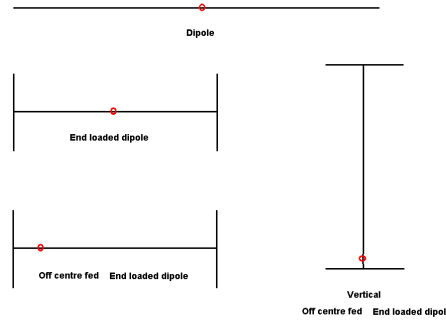 Dipole
End loaded dipole
Off centre fed End loaded dipole
Vertical
Off centre fed End loaded dipol